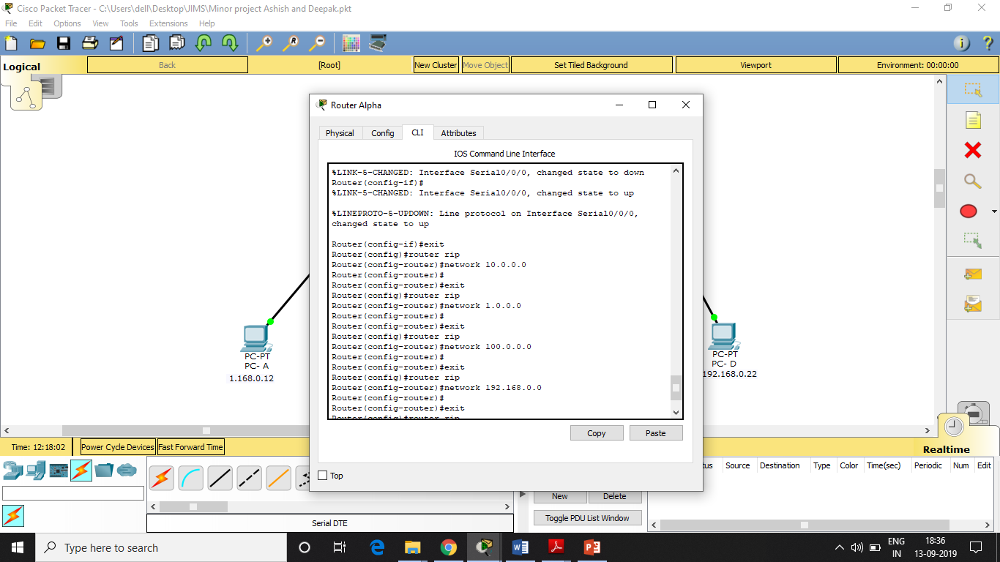 Cisco Packet Tracer - C:\Users\dell\Desktop\JIMS\Minor project Ashish and Deepak.pkt
File Edit Options View Tools Extensions Help
Logical Back [Root] New Cluster Move Object Set Tiled Background Viewport Environment: 00:00:00
Router Alpha
Physical Config CLI Attributes
IOS Command Line Interface
%LINK-5-CHANGED: Interface Serial0/0/0, changed state to down
Router(config-if)#
%LINK-5-CHANGED: Interface Serial0/0/0, changed state to up
%LINEPROTO-5-UPDOWN: Line protocol on Interface Serial0/0/0,
changed state to up
Router(config-if)#exit
Router(config)#router rip
Router(config-router)#network 10.0.0.0
Router(config-router)#
Router(config-router)#exit
Router(config)#router rip
Router(config-router)#network 1.0.0.0
Router(config-router)#
Router(config-router)#exit
Router(config)#router rip
Router(config-router)#network 100.0.0.0
Router(config-router)#
Router(config-router)#exit
Router(config)#router rip
Router(config-router)#network 192.168.0.0
Router(config-router)#
Router(config-router)#exit
Router(config)#router rip
Copy Paste
Top
PC-PT
PC- A
1.168.0.12
PC-PT
PC- D
192.168.0.22
Time: 12:18:02 Power Cycle Devices Fast Forward Time
Realtime
Source Destination Type Color Time(sec) Periodic Num Edit
New Delete
Toggle PDU List Window
Serial DTE
Type here to search
ENG
IN
18:36
13-09-2019